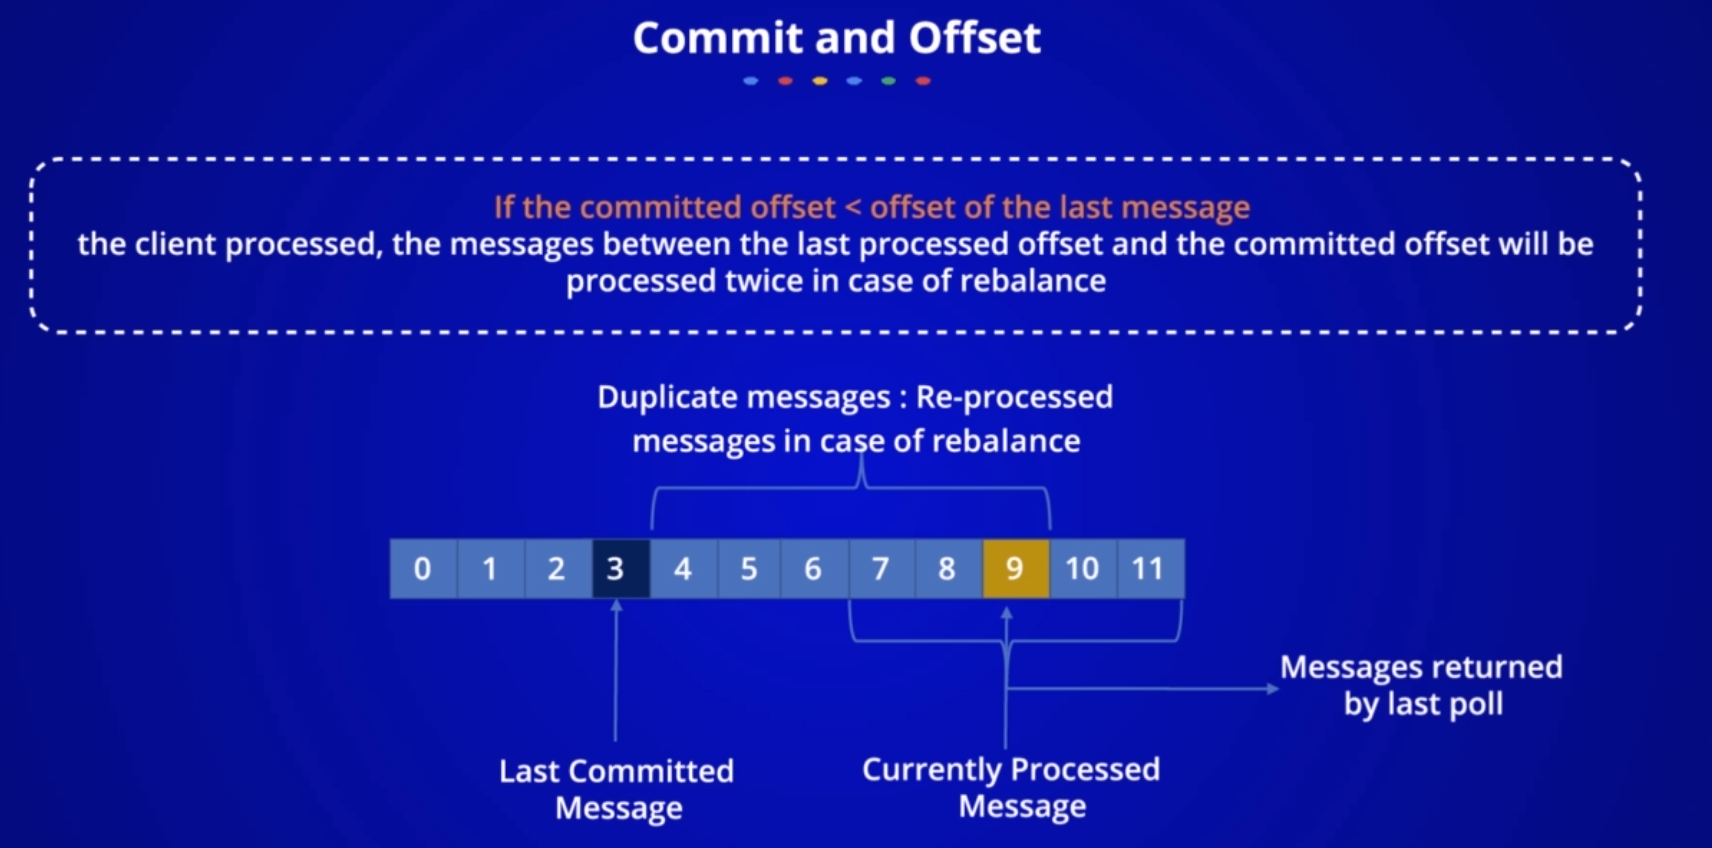 Commit and Offset
If the committed offset < offset of the last message
the client processed, the messages between the last processed offset and the committed offset will be
processed twice in case of rebalance
Duplicate messages : Re-processed
messages in case of rebalance
0 1 2 3 4 5 6 7 8 9 10 11
Messages returned
by last poll
Last Committed
Message
Currently Processed
Message